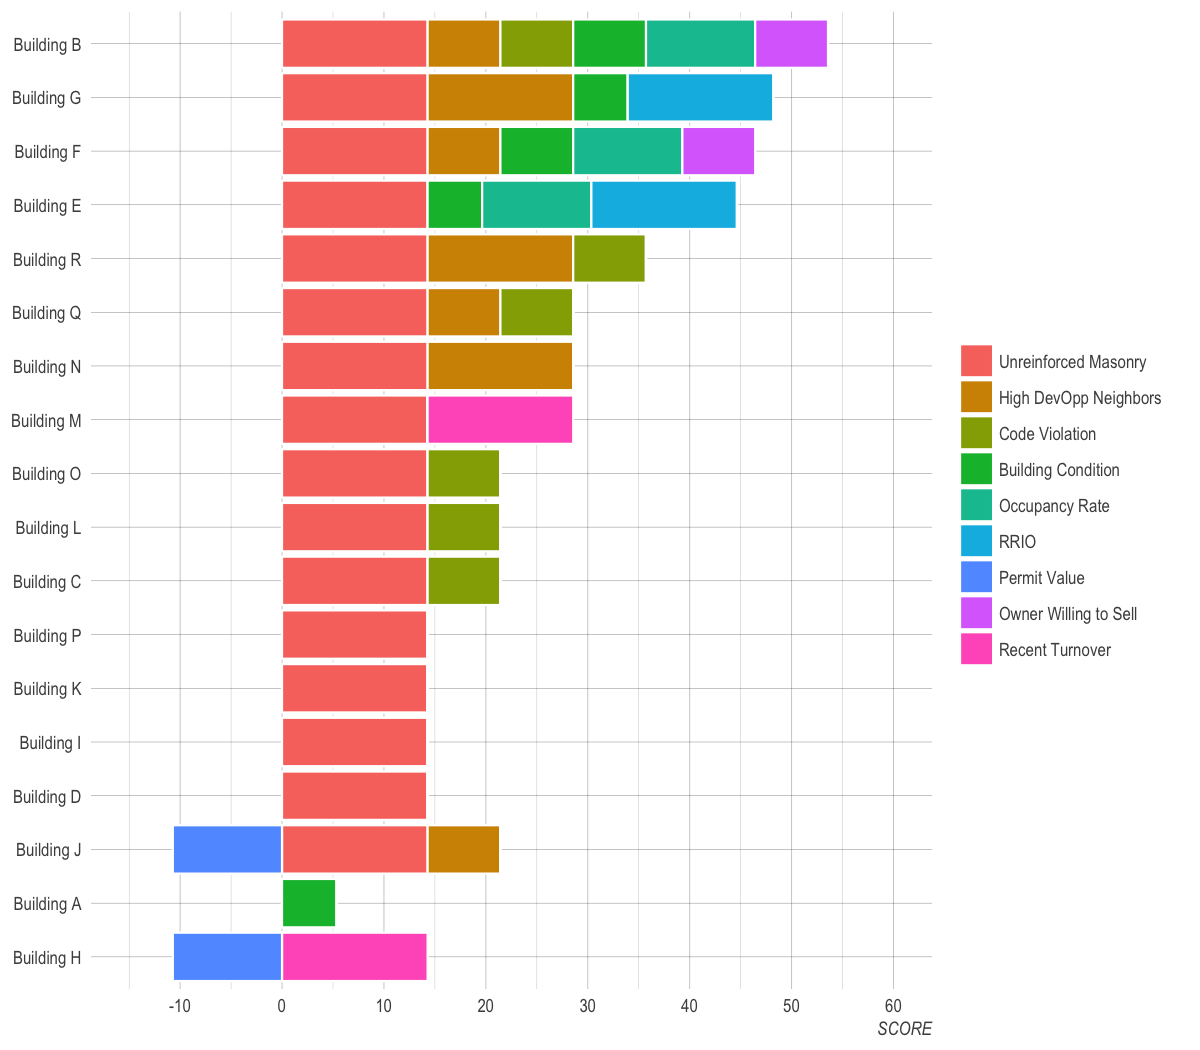 Building B
Building G
Building F
Building E
Building R
Building Q
Building N
Building M
Building O
Building L
Building C
Building P
Building K
Building I
Building D
Building J
Building A
Building H
-10 0 10 20 30 40 50 60
SCORE
Unreinforced Masonry
High DevOpp Neighbors
Code Violation
Building Condition
Occupancy Rate
RRIO
Permit Value
Owner Willing to Sell
Recent Turnover